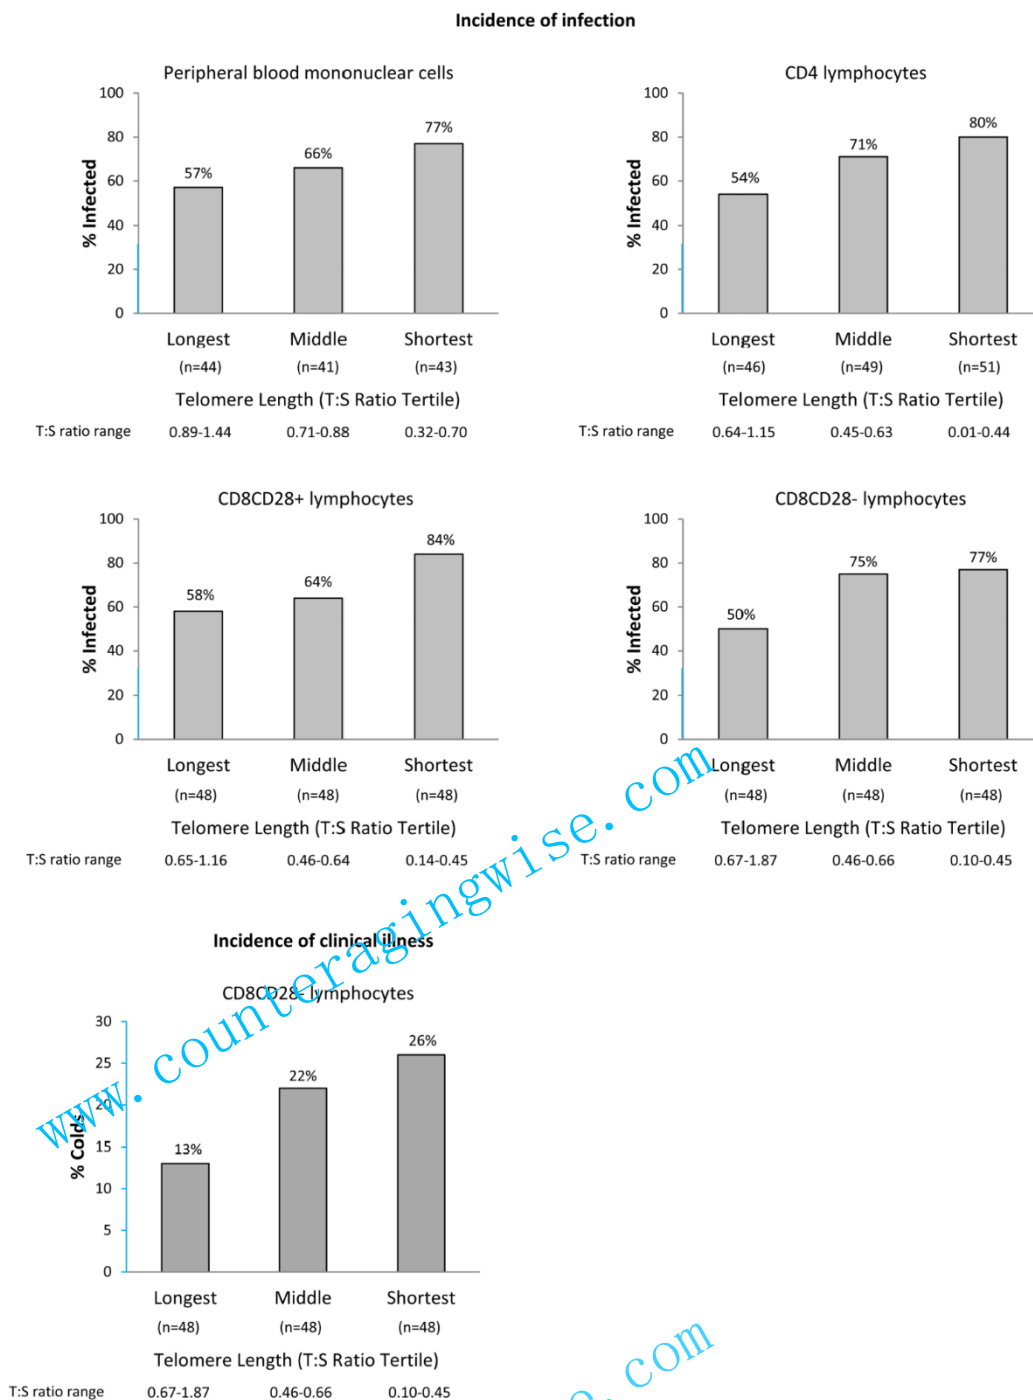 Incidence of infection
Peripheral blood mononuclear cells
100
80
60
40
20
0
% Infected
57%
66%
77%
Longest Middle Shortest
(n=44) (n=41) (n=43)
Telomere Length (T:S Ratio Tertile)
T:S ratio range 0.89-1.44 0.71-0.88 0.32-0.70
CD4 lymphocytes
100
80
60
40
20
0
% Infected
54%
71%
80%
Longest Middle Shortest
(n=46) (n=49) (n=51)
Telomere Length (T:S Ratio Tertile)
T:S ratio range 0.64-1.15 0.45-0.63 0.01-0.44
CD8CD28+ lymphocytes
100
80
60
40
20
0
% Infected
58%
64%
84%
Longest Middle Shortest
(n=48) (n=48) (n=48)
Telomere Length (T:S Ratio Tertile)
T:S ratio range 0.65-1.16 0.46-0.64 0.14-0.45
CD8CD28- lymphocytes
100
80
60
40
20
0
% Infected
50%
75%
77%
Longest Middle Shortest
(n=48) (n=48) (n=48)
Telomere Length (T:S Ratio Tertile)
T:S ratio range 0.67-1.87 0.46-0.66 0.10-0.45
www.counteragingwise.com
Incidence of clinical illness
CD8CD28- lymphocytes
30
25
20
15
10
5
0
% Colds
13%
22%
26%
Longest Middle Shortest
(n=48) (n=48) (n=48)
Telomere Length (T:S Ratio Tertile)
T:S ratio range 0.67-1.87 0.46-0.66 0.10-0.45
e.com